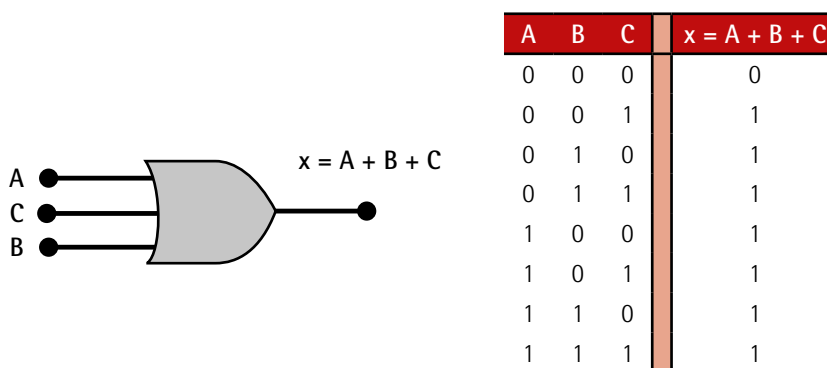 x = A + B + C
A
C
B
A B C x = A + B + C
0 0 0 0
0 0 1 1
0 1 0 1
0 1 1 1
1 0 0 1
1 0 1 1
1 1 0 1
1 1 1 1